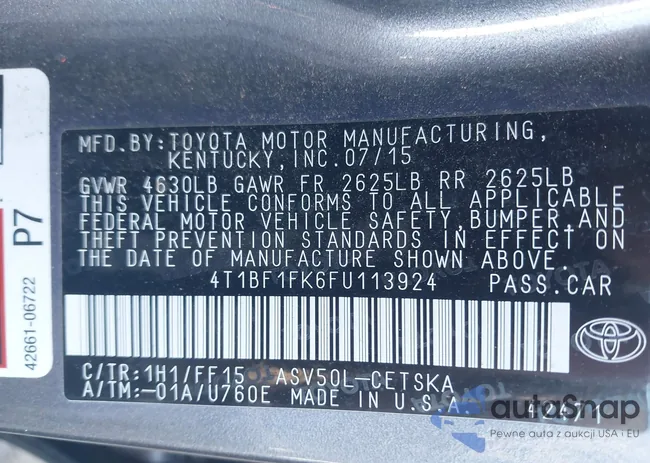 MFD.BY:TOYOTA MOTOR MANUFACTURING,
KENTUCKY, INC. 07/15
GVWR 4630LB GAWR FR 2625LB RR 2625LB
THIS VEHICLE CONFORMS TO ALL APPLICABLE
FEDERAL MOTOR VEHICLE SAFETY, BUMPER, AND
THEFT PREVENTION STANDARDS IN EFFECT ON
THE DATE OF MANUFACTURE SHOWN ABOVE.
4T1BF1FK6FU113924 PASS.CAR
C/TR:1H1/FF15 ASV50L-CETSKA
A/TM:-01A/U760E MADE IN U.S.A.
P7
42661-06722
autoSnap
Pewne auta z aukcji USA i EU